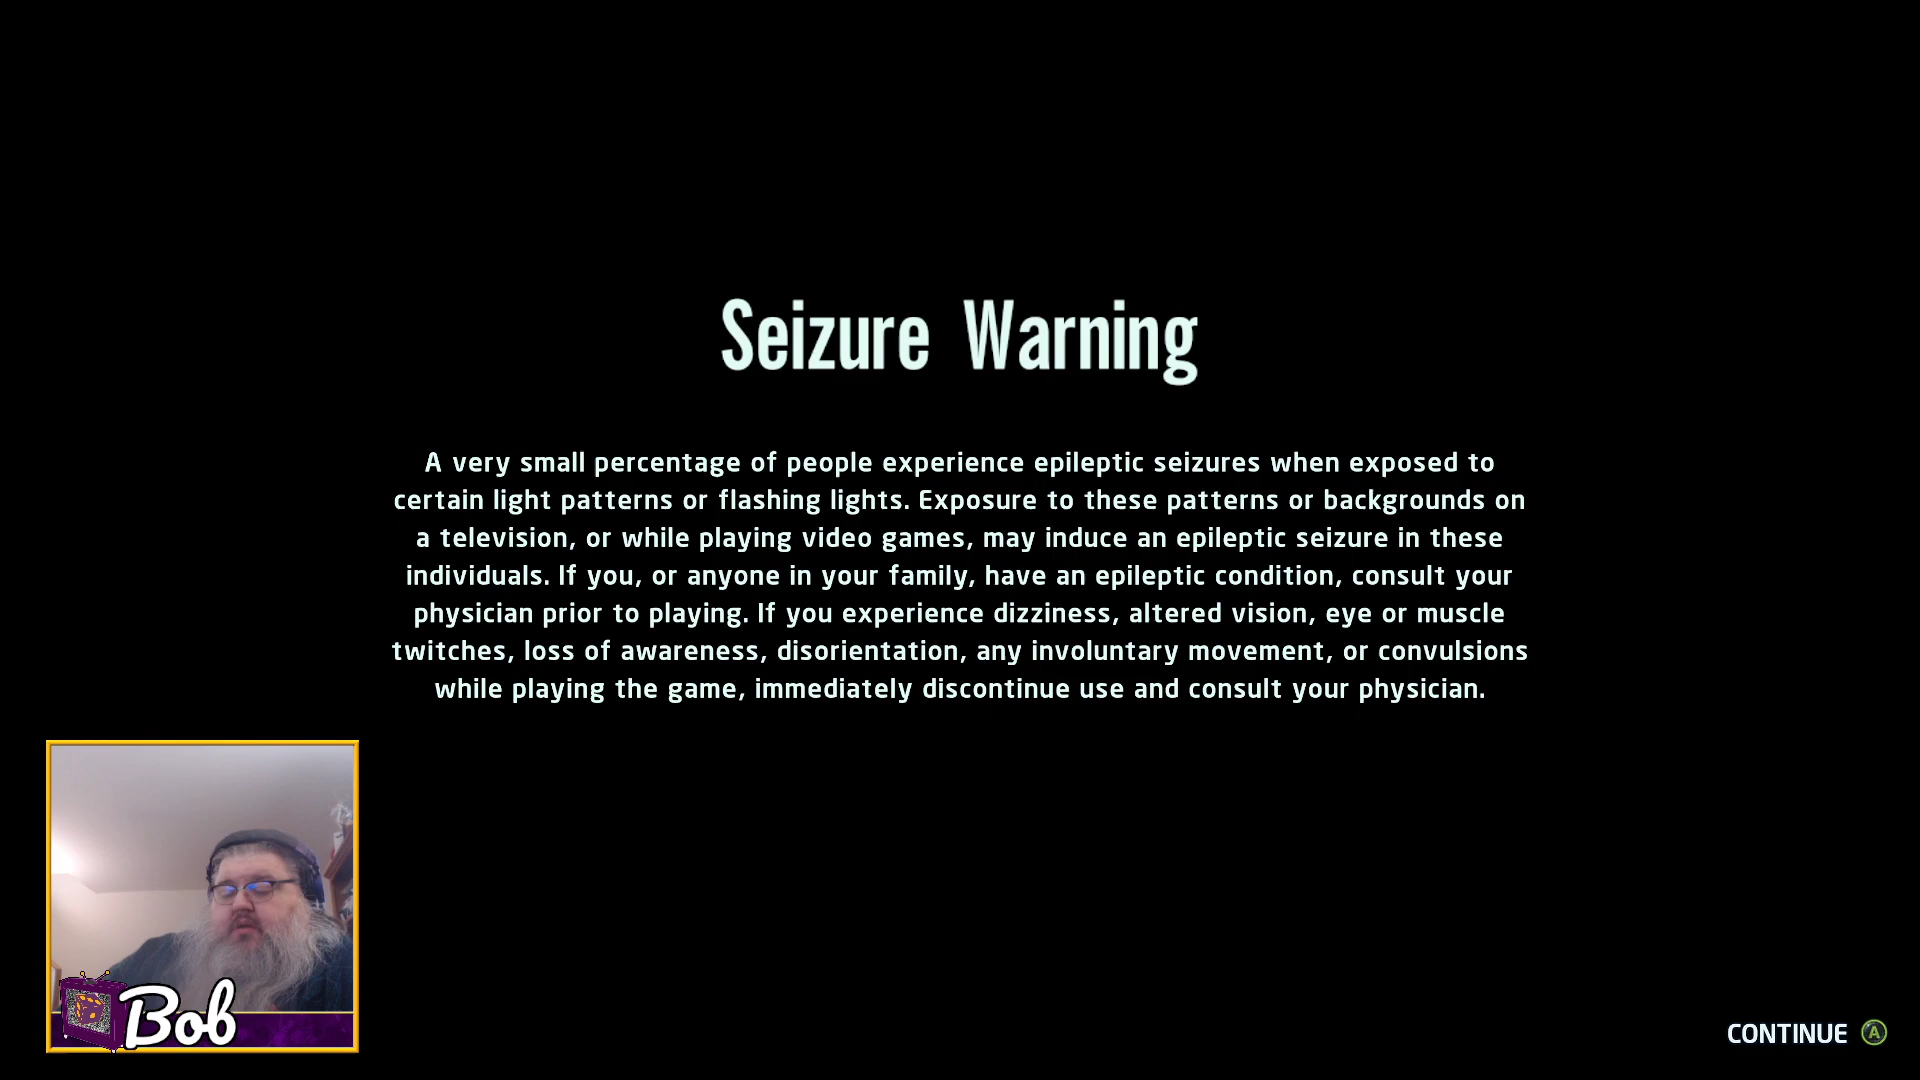 Seizure Warning
A very small percentage of people experience epileptic seizures when exposed to
certain light patterns or flashing lights. Exposure to these patterns or backgrounds on
a television, or while playing video games, may induce an epileptic seizure in these
individuals. If you, or anyone in your family, have an epileptic condition, consult your
physician prior to playing. If you experience dizziness, altered vision, eye or muscle
twitches, loss of awareness, disorientation, any involuntary movement, or convulsions
while playing the game, immediately discontinue use and consult your physician.
Bob
CONTINUE A